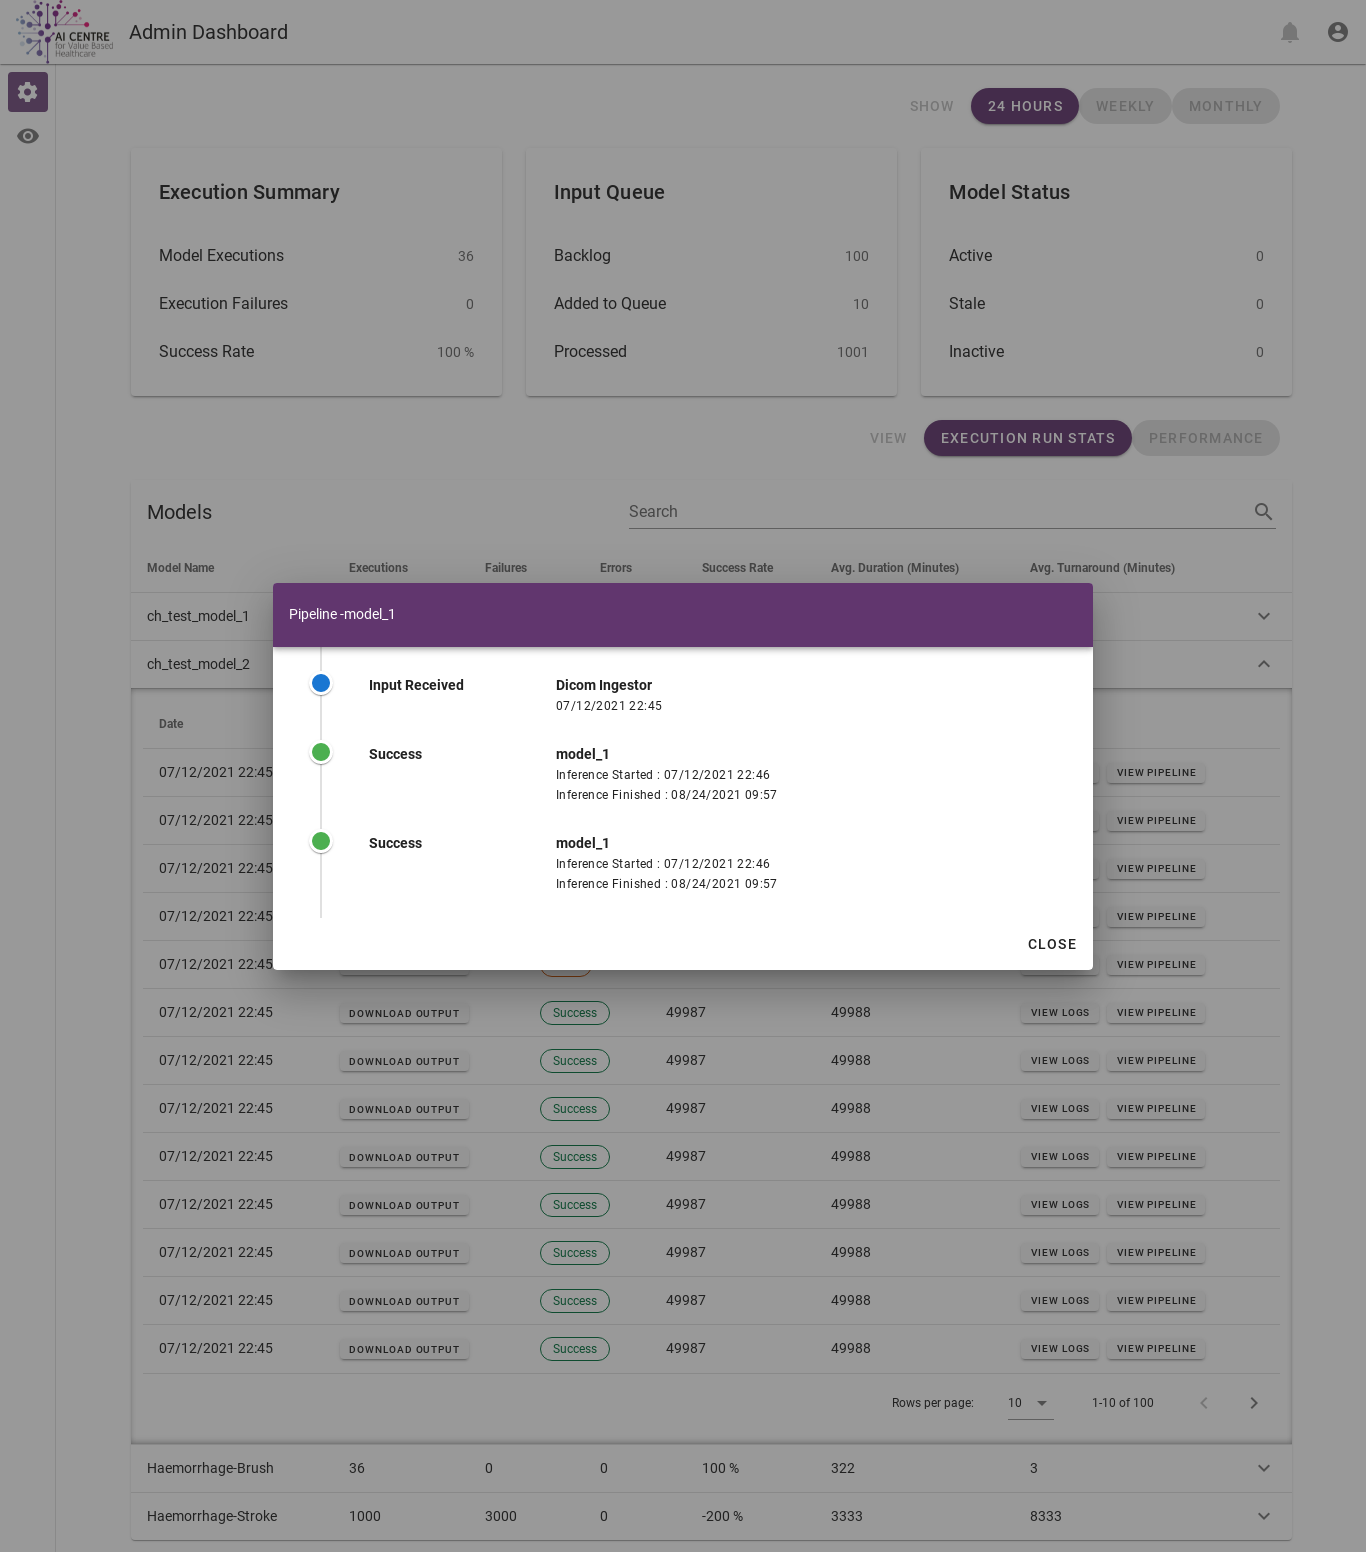 AI CENTRE
for Value Based
Healthcare
Admin Dashboard
SHOW 24 HOURS WEEKLY MONTHLY
Execution Summary
Model Executions 36
Execution Failures 0
Success Rate 100 %
Input Queue
Backlog 100
Added to Queue 10
Processed 1001
Model Status
Active 0
Stale 0
Inactive 0
VIEW EXECUTION RUN STATS PERFORMANCE
Models Search
Model Name Executions Failures Errors Success Rate Avg. Duration (Minutes) Avg. Turnaround (Minutes)
ch_test_model_1
ch_test_model_2
Pipeline -model_1
Input Received Dicom Ingestor
07/12/2021 22:45
Success model_1
Inference Started : 07/12/2021 22:46
Inference Finished : 08/24/2021 09:57
Success model_1
Inference Started : 07/12/2021 22:46
Inference Finished : 08/24/2021 09:57
CLOSE
Date
07/12/2021 22:45 VIEW PIPELINE
07/12/2021 22:45 VIEW PIPELINE
07/12/2021 22:45 VIEW PIPELINE
07/12/2021 22:45 VIEW PIPELINE
07/12/2021 22:45 VIEW PIPELINE
07/12/2021 22:45 DOWNLOAD OUTPUT Success 49987 49988 VIEW LOGS VIEW PIPELINE
07/12/2021 22:45 DOWNLOAD OUTPUT Success 49987 49988 VIEW LOGS VIEW PIPELINE
07/12/2021 22:45 DOWNLOAD OUTPUT Success 49987 49988 VIEW LOGS VIEW PIPELINE
07/12/2021 22:45 DOWNLOAD OUTPUT Success 49987 49988 VIEW LOGS VIEW PIPELINE
07/12/2021 22:45 DOWNLOAD OUTPUT Success 49987 49988 VIEW LOGS VIEW PIPELINE
07/12/2021 22:45 DOWNLOAD OUTPUT Success 49987 49988 VIEW LOGS VIEW PIPELINE
07/12/2021 22:45 DOWNLOAD OUTPUT Success 49987 49988 VIEW LOGS VIEW PIPELINE
07/12/2021 22:45 DOWNLOAD OUTPUT Success 49987 49988 VIEW LOGS VIEW PIPELINE
Rows per page: 10 1-10 of 100
Haemorrhage-Brush 36 0 0 100 % 322 3
Haemorrhage-Stroke 1000 3000 0 -200 % 3333 8333